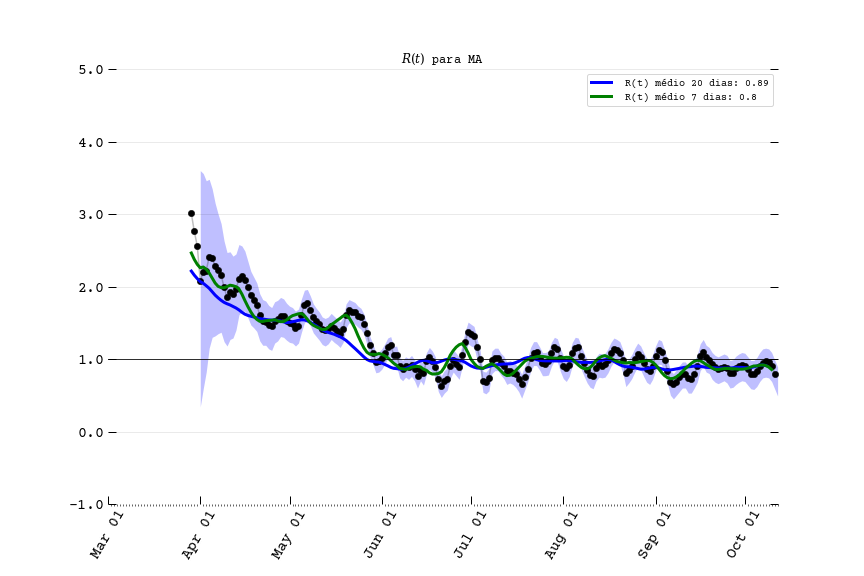 R(t) para MA
5.0
R(t) médio 20 dias: 0.89
R(t) médio 7 dias: 0.8
4.0
3.0
2.0
1.0
0.0
-1.0
Mar 01
Apr 01
May 01
Jun 01
Jul 01
Aug 01
Sep 01
Oct 01